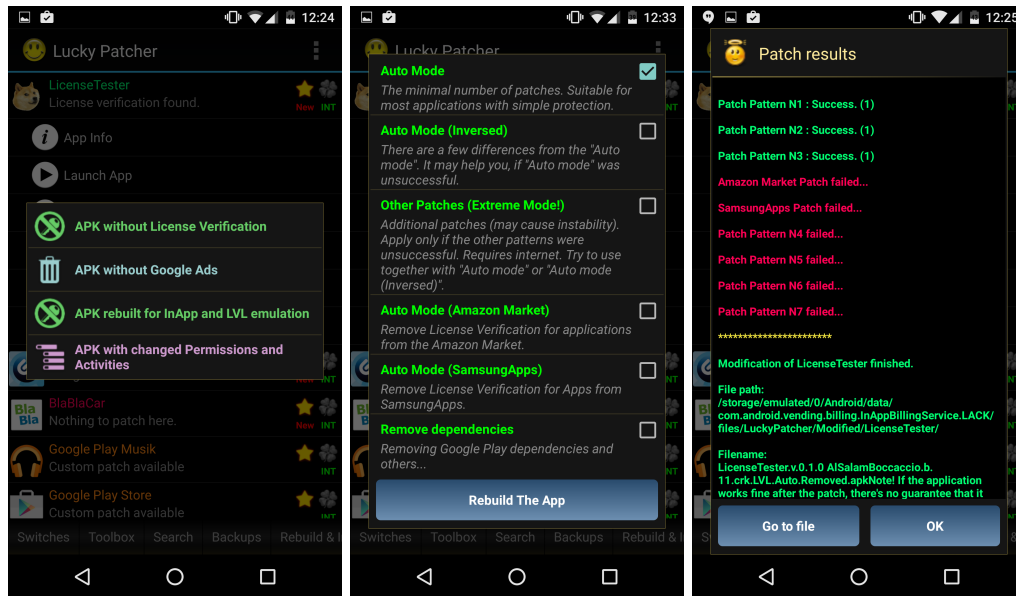 12:24
Lucky Patcher
LicenseTester
License verification found.
New INT
App Info
Launch App
APK without License Verification
APK without Google Ads
APK rebuilt for InApp and LVL emulation
APK with changed Permissions and
Activities
New INT
BlaBlaCar
Bla
Bla
Nothing to patch here.
New INT
Google Play Musik
Custom patch available
INT
Google Play Store
Custom patch available
INT
Switches Toolbox Search Backups Rebuild & I
12:33
Lucky Patcher
Auto Mode
The minimal number of patches. Suitable for
most applications with simple protection.
Auto Mode (Inversed)
There are a few differences from the "Auto
mode". It may help you, if "Auto mode" was
unsuccessful.
Other Patches (Extreme Mode!)
Additional patches (may cause instability).
Apply only if the other patterns were
unsuccessful. Requires internet. Try to use
together with "Auto mode" or "Auto mode
(Inversed)".
Auto Mode (Amazon Market)
Remove License Verification for applications
from the Amazon Market.
Auto Mode (SamsungApps)
Remove License Verification for Apps from
SamsungApps.
Remove dependencies
Removing Google Play dependencies and
others...
Rebuild The App
Switches Toolbox Search Backups Rebuild & I
12:25
Patch results
Patch Pattern N1 : Success. (1)
Patch Pattern N2 : Success. (1)
Patch Pattern N3 : Success. (1)
Amazon Market Patch failed...
SamsungApps Patch failed...
Patch Pattern N4 failed...
Patch Pattern N5 failed...
Patch Pattern N6 failed...
Patch Pattern N7 failed...
***********************
Modification of LicenseTester finished.
File path:
/storage/emulated/0/Android/data/
com.android.vending.billing.InAppBillingService.LACK/
files/LuckyPatcher/Modified/LicenseTester/
Filename:
LicenseTester.v.0.1.0 AlSalamBoccaccio.b.
11.crk.LVL.Auto.Removed.apkNote! If the application
works fine after the patch, there's no guarantee that it
Go to file
OK